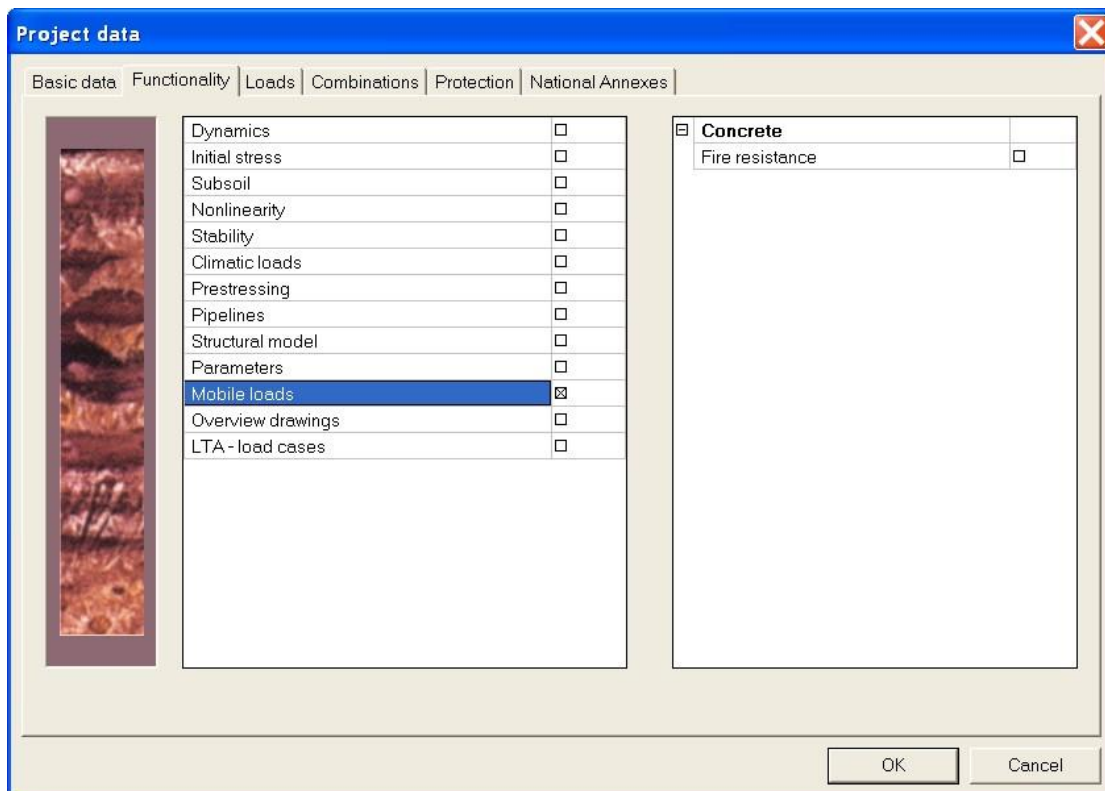 Project data
Basic data Functionality Loads Combinations Protection National Annexes
Dynamics
Initial stress
Subsoil
Nonlinearity
Stability
Climatic loads
Prestressing
Pipelines
Structural model
Parameters
Mobile loads
Overview drawings
LTA - load cases
Concrete
Fire resistance
OK Cancel